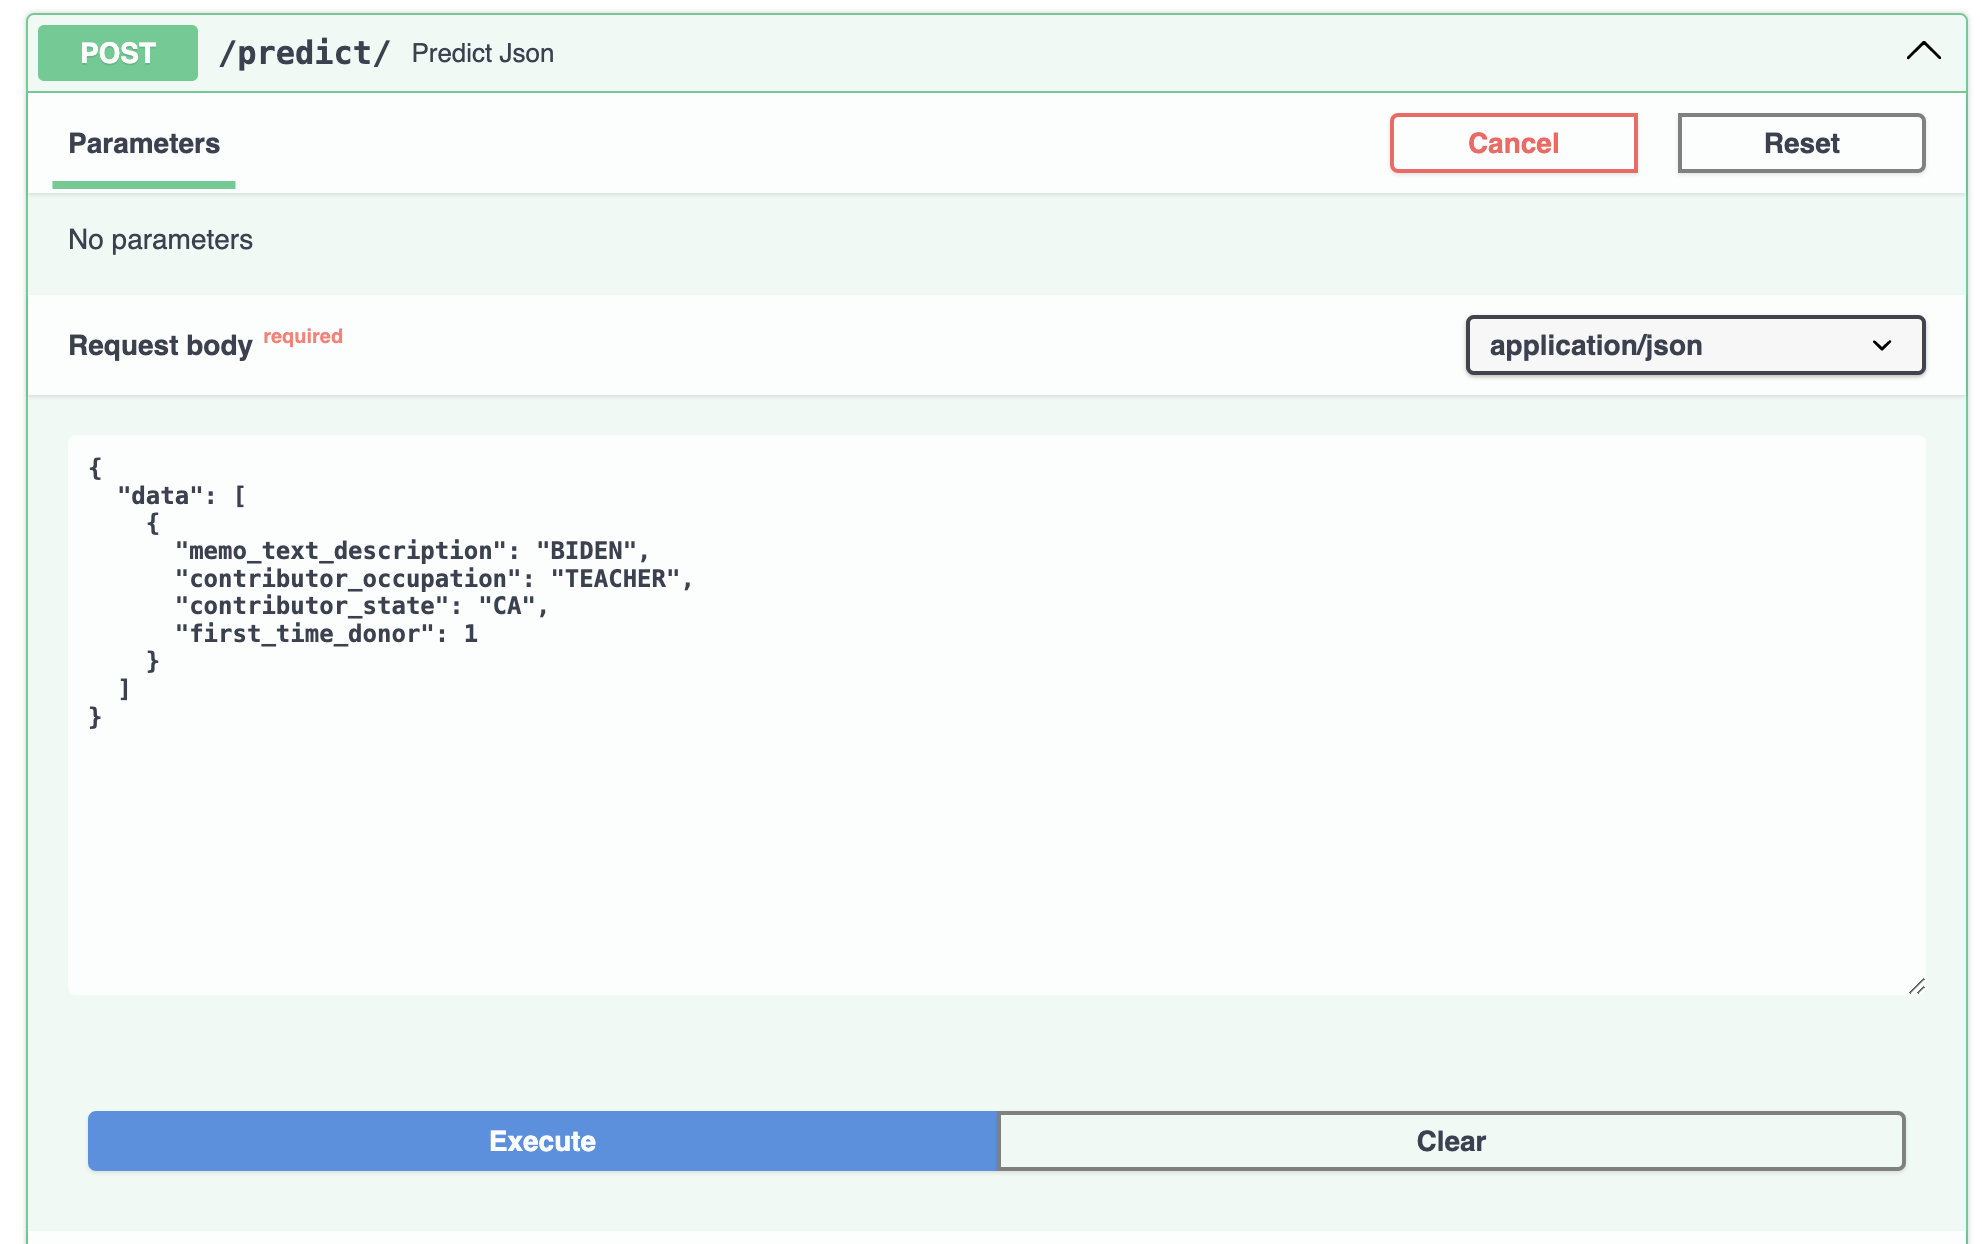 POST /predict/ Predict Json
Parameters
Cancel
Reset
No parameters
Request body required
application/json
{
  "data": [
    {
      "memo_text_description": "BIDEN",
      "contributor_occupation": "TEACHER",
      "contributor_state": "CA",
      "first_time_donor": 1
    }
  ]
}
Execute
Clear